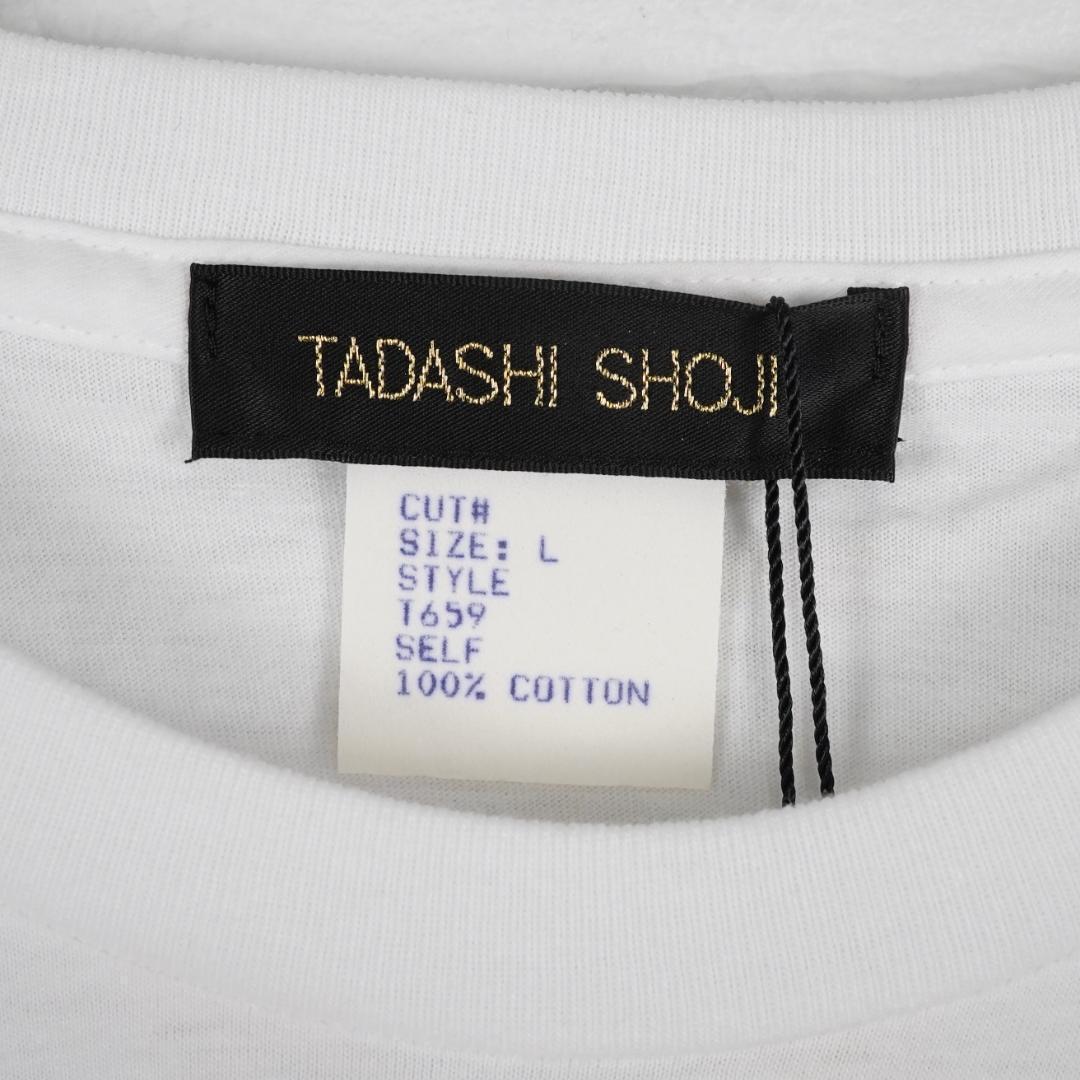 TADASHI SHOJI
CUT#
SIZE: L
STYLE
T659
SELF
100% COTTON